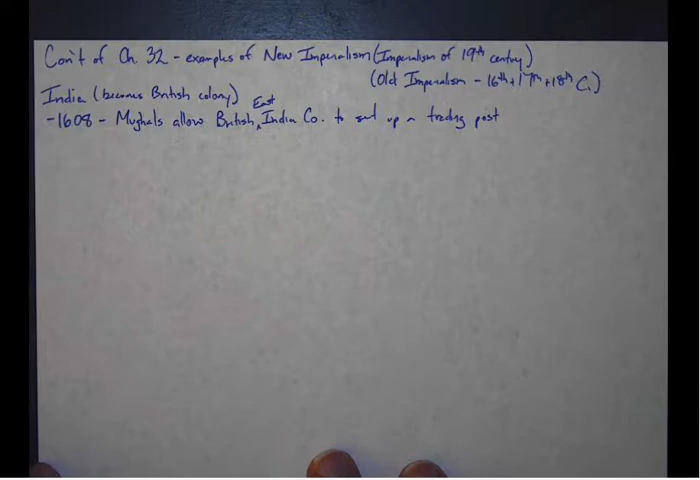 Con't of Ch. 32 - examples of New Imperialism (Imperialism of 19th century)
(Old Imperialism - 16th + 17th + 18th C.)
India (becomes British colony)
-1608 - Mughals allow British East India Co. to set up a trading post